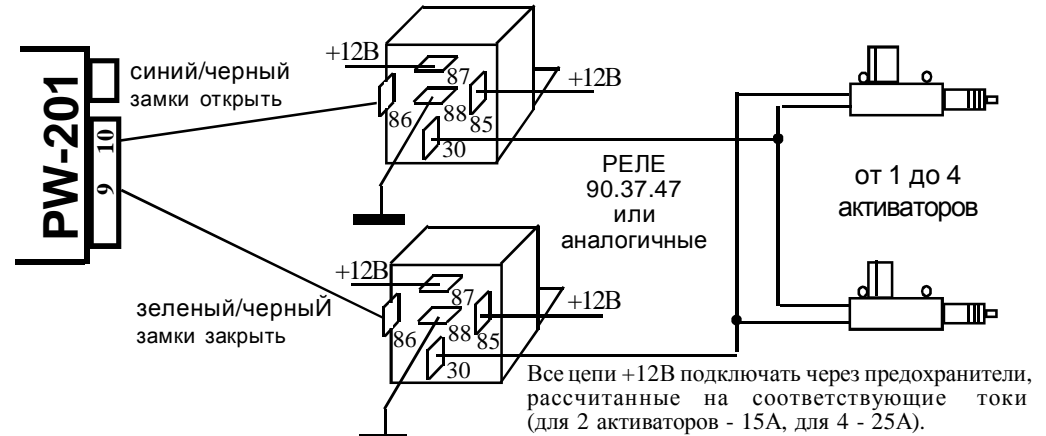 PW-201
10
9
синий/черный
замки открыть
+12В
87
+12В
86
88
85
30
РЕЛЕ
90.37.47
или
аналогичные
от 1 до 4
активаторов
зеленый/черныЙ
замки закрыть
+12В
87
+12В
86
88
85
30
Все цепи +12В подключать через предохранители,
рассчитанные на соответствующие токи
(для 2 активаторов - 15А, для 4 - 25А).